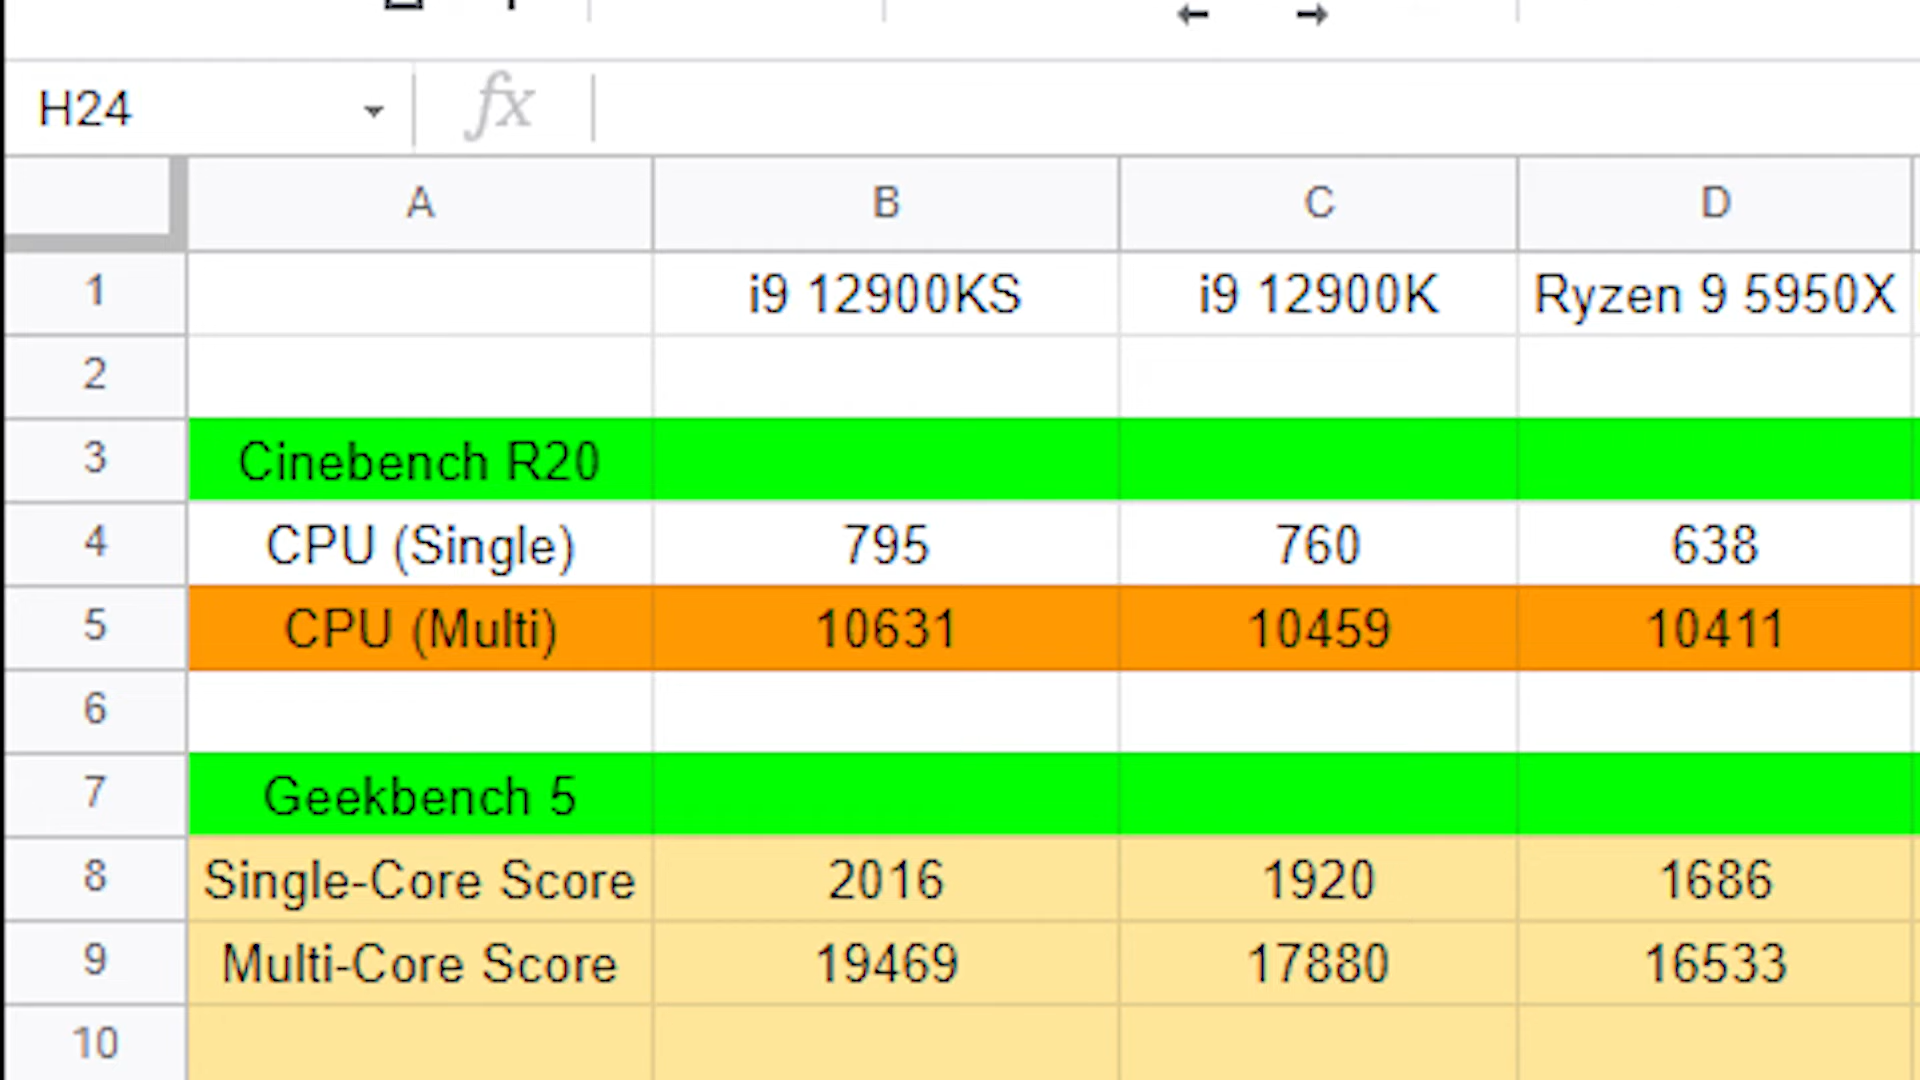 H24 fx
A B C D
1 i9 12900KS i9 12900K Ryzen 9 5950X
2
3 Cinebench R20
4 CPU (Single) 795 760 638
5 CPU (Multi) 10631 10459 10411
6
7 Geekbench 5
8 Single-Core Score 2016 1920 1686
9 Multi-Core Score 19469 17880 16533
10